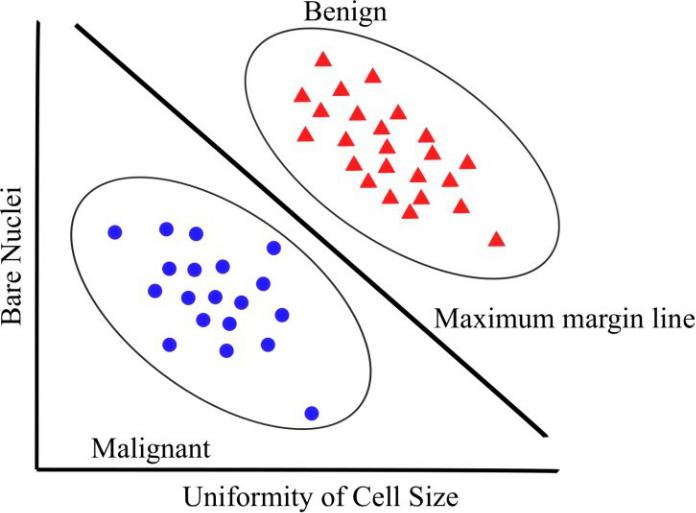 Benign
Bare Nuclei
Maximum margin line
Malignant
Uniformity of Cell Size